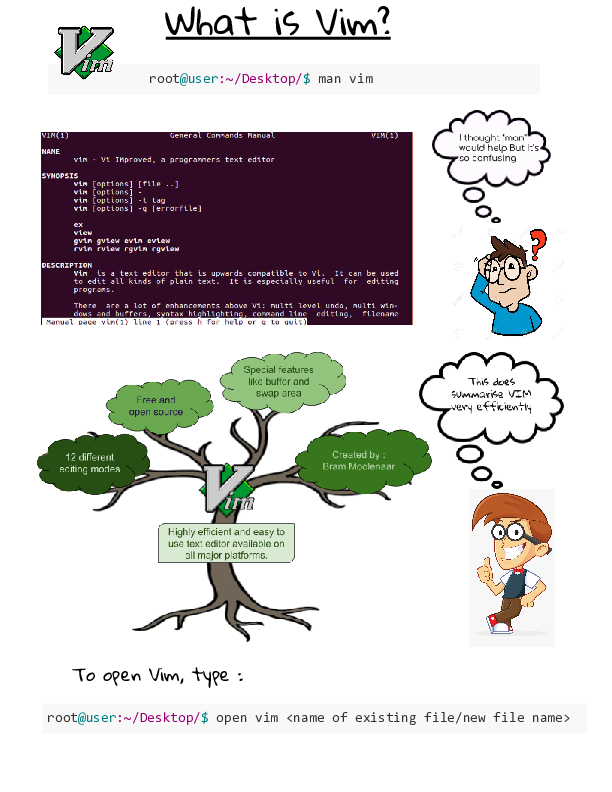 What is Vim?
Vim
root@user:~/Desktop/$ man vim
VIM(1) General Commands Manual VIM(1)
NAME
vim - Vi IMproved, a programmers text editor
SYNOPSIS
vim [options] [file ..]
vim [options] -
vim [options] -t tag
vim [options] -q [errorfile]
ex
view
gvim gview evim eview
rvim rview rgvim rgview
DESCRIPTION
Vim is a text editor that is upwards compatible to Vi. It can be used
to edit all kinds of plain text. It is especially useful for editing
programs.
There are a lot of enhancements above Vi: multi level undo, multi win-
dows and buffers, syntax highlighting, command line editing, filename
Manual page vim(1) line 1 (press h for help or q to quit)
I thought "man"
would help But it's
so confusing
?
Special features
like buffer and
swap area
Free and
open source
12 different
editing modes
Created by :
Bram Moolenaar
Vim
Highly efficient and easy to
use text editor available on
all major platforms.
This does
summarise VIM
very efficiently
To open Vim, type :
root@user:~/Desktop/$ open vim <name of existing file/new file name>